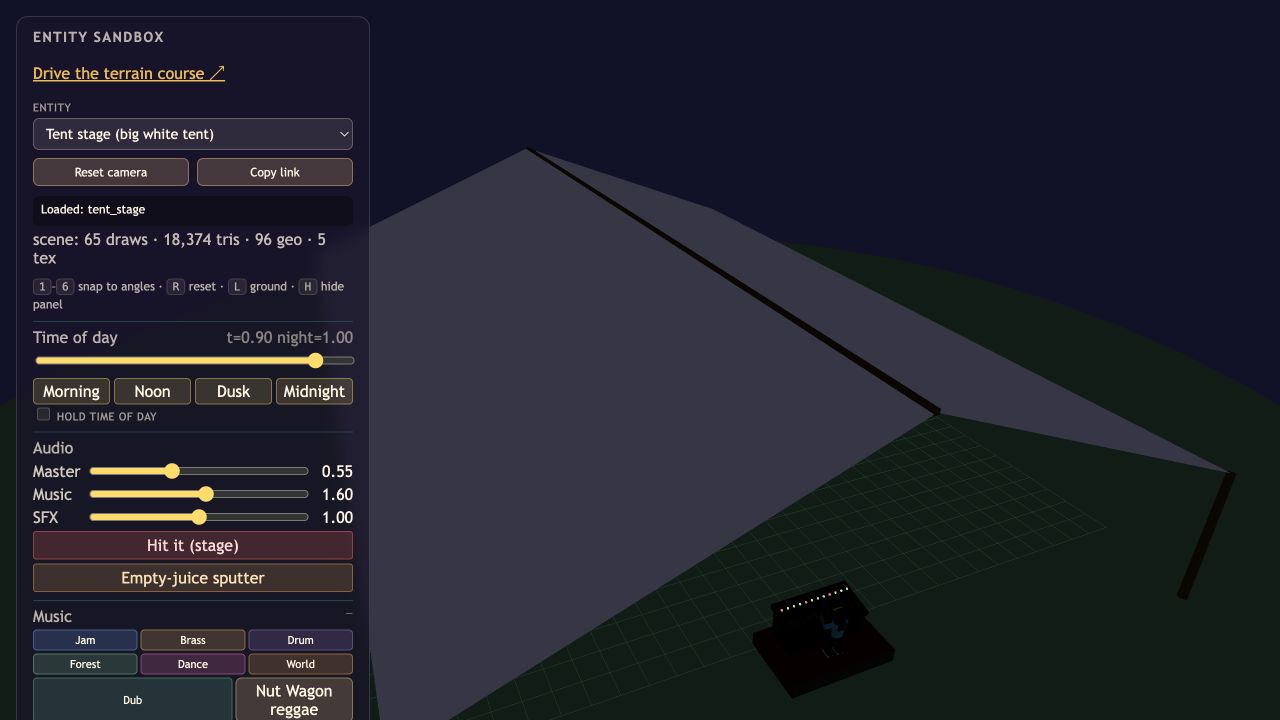 ENTITY SANDBOX
Drive the terrain course ↗
ENTITY
Tent stage (big white tent)
Reset camera
Copy link
Loaded: tent_stage
scene: 65 draws · 18,374 tris · 96 geo · 5
tex
1-6 snap to angles · R reset · L ground · H hide
panel
Time of day t=0.90 night=1.00
Morning Noon Dusk Midnight
HOLD TIME OF DAY
Audio
Master 0.55
Music 1.60
SFX 1.00
Hit it (stage)
Empty-juice sputter
Music –
Jam Brass Drum
Forest Dance World
Dub Nut Wagon
reggae